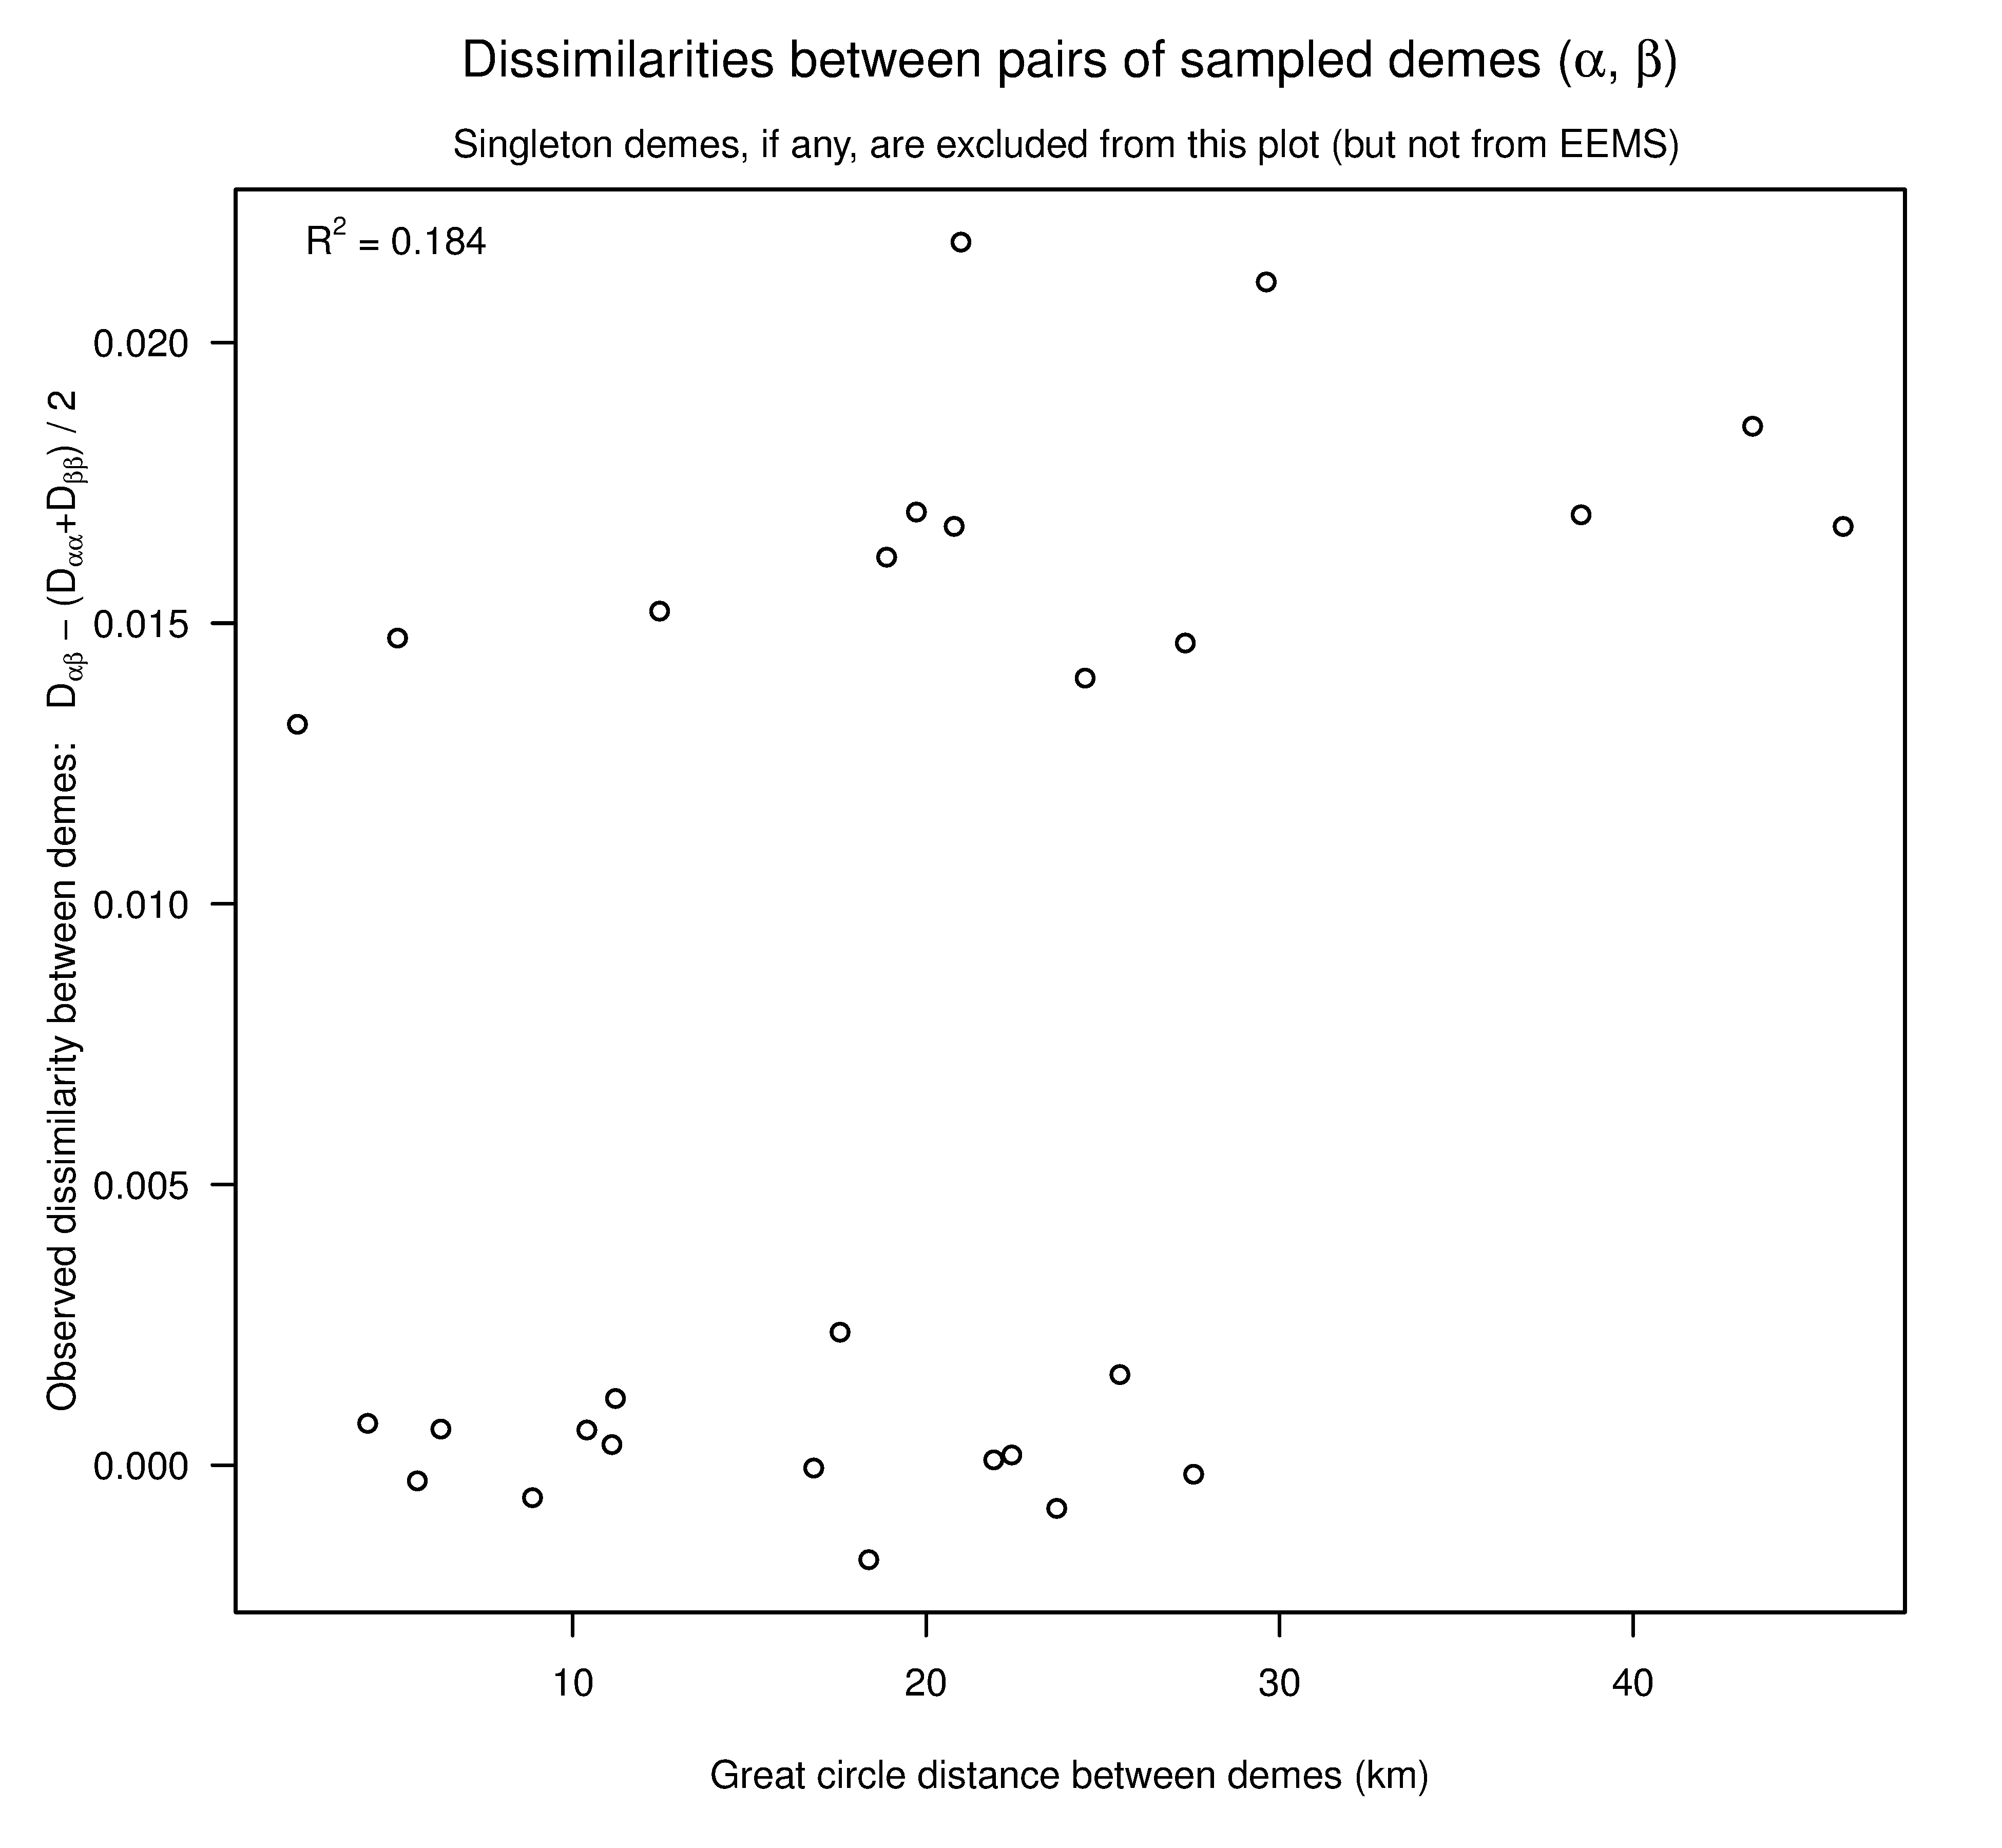 Dissimilarities between pairs of sampled demes (α, β)
Singleton demes, if any, are excluded from this plot (but not from EEMS)
R² = 0.184
Observed dissimilarity between demes: Dαβ − (Dαα+Dββ) / 2
0.020
0.015
0.010
0.005
0.000
10 20 30 40
Great circle distance between demes (km)